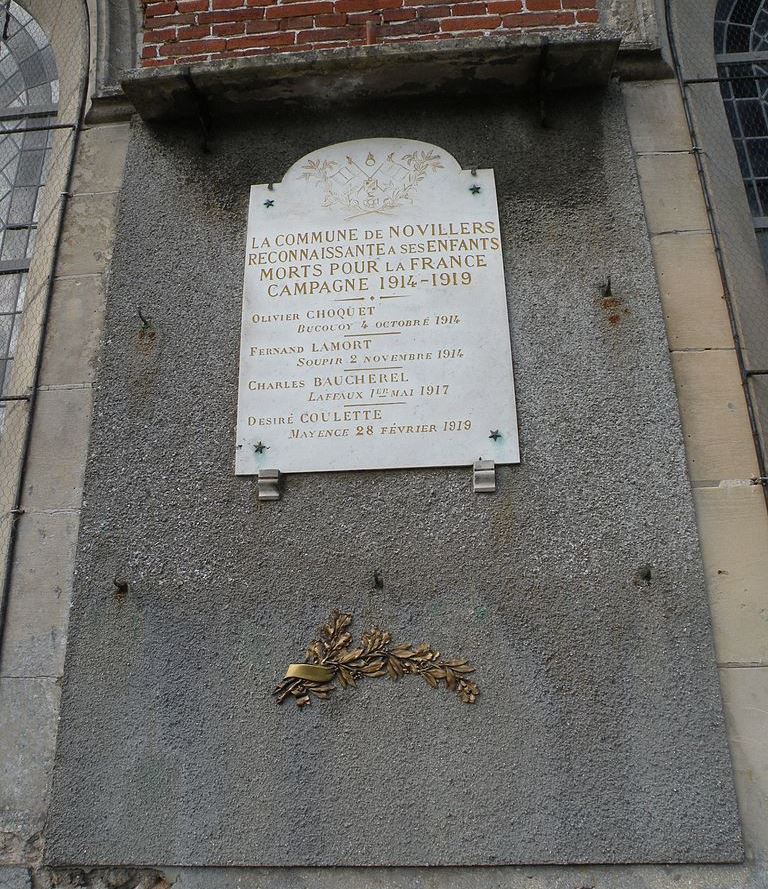 LA COMMUNE DE NOVILLERS
RECONNAISSANTE A SES ENFANTS
MORTS POUR LA FRANCE
CAMPAGNE 1914-1919
OLIVIER CHOQUET
BUCQUOY 4 OCTOBRÉ 1914
FERNAND LAMORT
SOUPIR 2 NOVEMBRE 1914
CHARLES BAUCHEREL
LAFFAUX 1ER MAI 1917
DESIRÉ COULETTE
MAYENCE 28 FÉVRIER 1919